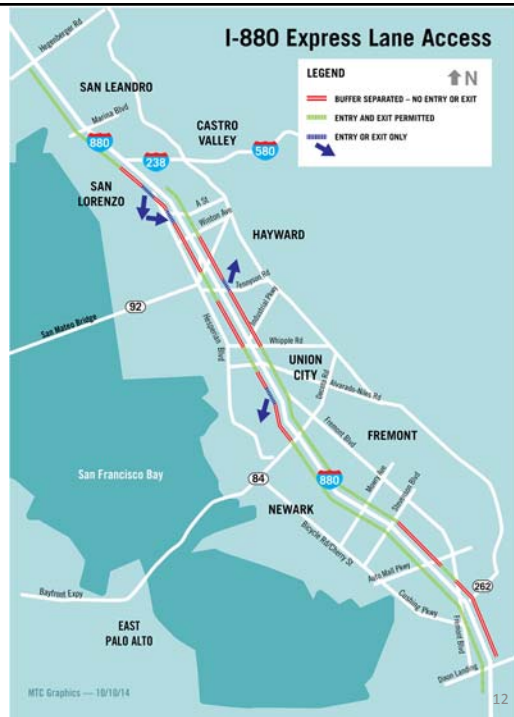 I-880 Express Lane Access
LEGEND
N
BUFFER SEPARATED – NO ENTRY OR EXIT
ENTRY AND EXIT PERMITTED
ENTRY OR EXIT ONLY
Hegenberger Rd
SAN LEANDRO
Marina Blvd
880
CASTRO
VALLEY
580
238
SAN
LORENZO
A St
Winton Ave
HAYWARD
Tennyson Rd
Industrial Pkwy
92
San Mateo Bridge
Hesperian Blvd
Whipple Rd
UNION
CITY
Decoto Rd
Alvarado-Niles Rd
Fremont Blvd
FREMONT
San Francisco Bay
880
84
Mowry Ave
Stevenson Blvd
NEWARK
Bicycle Rd/Cherry St
Auto Mall Pkwy
262
Cushing Pkwy
Bayfront Expy
Fremont Blvd
EAST
PALO ALTO
Dixon Landing
MTC Graphics — 10/10/14
12